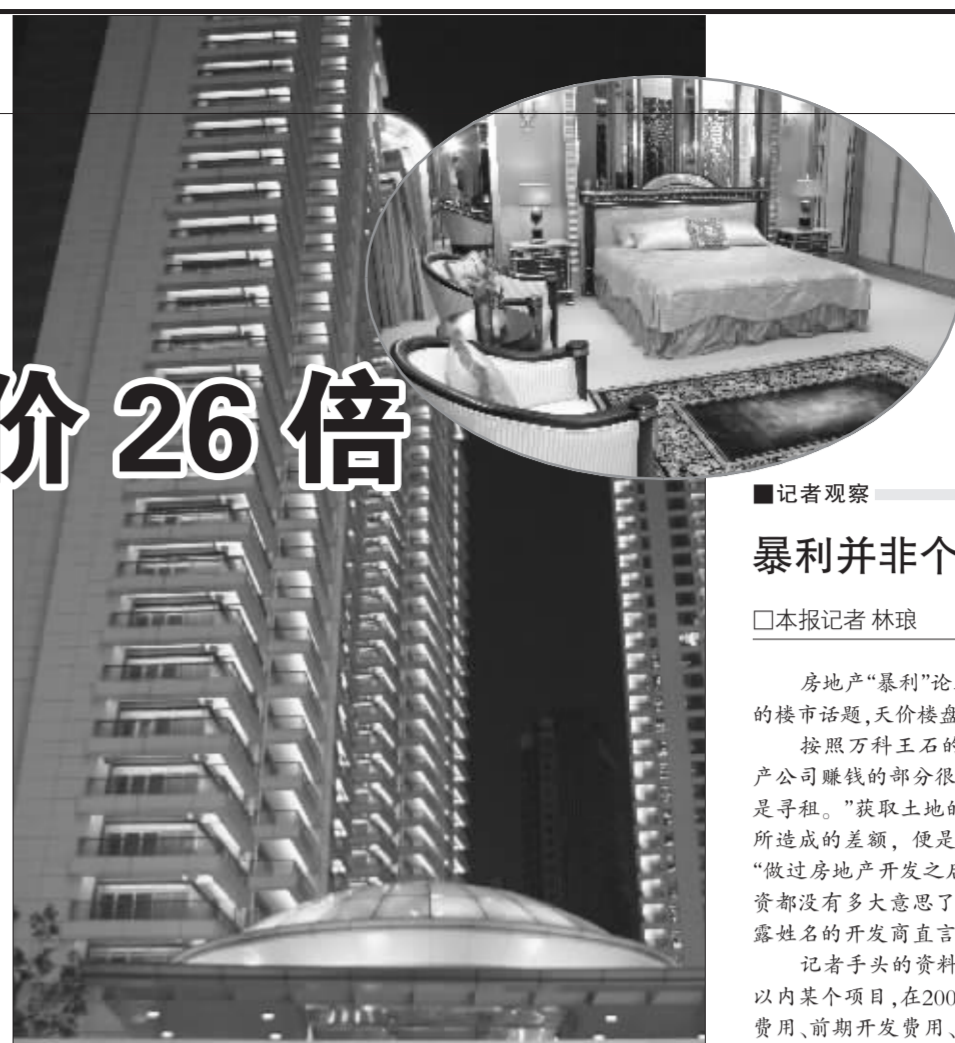 价 26 倍
■记者观察
暴利并非个
□本报记者 林琅
房地产“暴利”论
的楼市话题,天价楼盘
按照万科王石的
产公司赚钱的部分很
是寻租。”获取土地的
所造成的差额，便是
“做过房地产开发之后
资都没有多大意思了
露姓名的开发商直言
记者手头的资料
以内某个项目,在200
费用、前期开发费用、